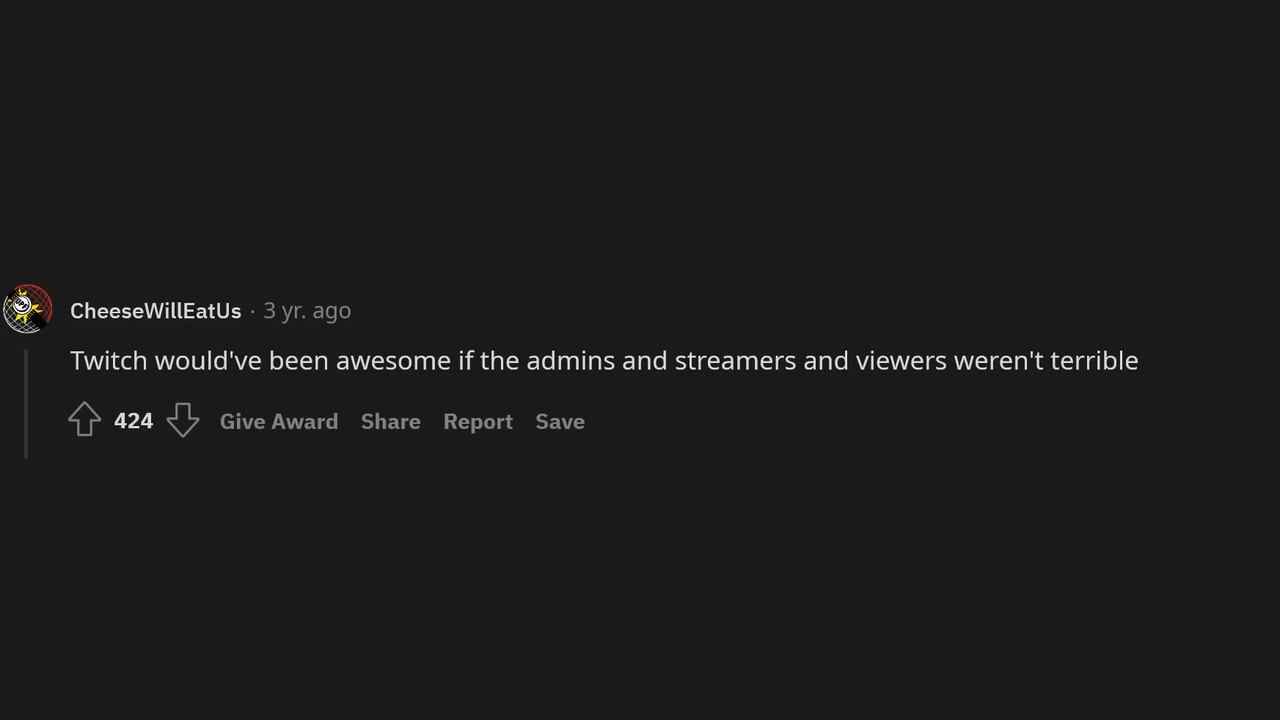 CheeseWillEatUs · 3 yr. ago
Twitch would've been awesome if the admins and streamers and viewers weren't terrible
424 Give Award Share Report Save